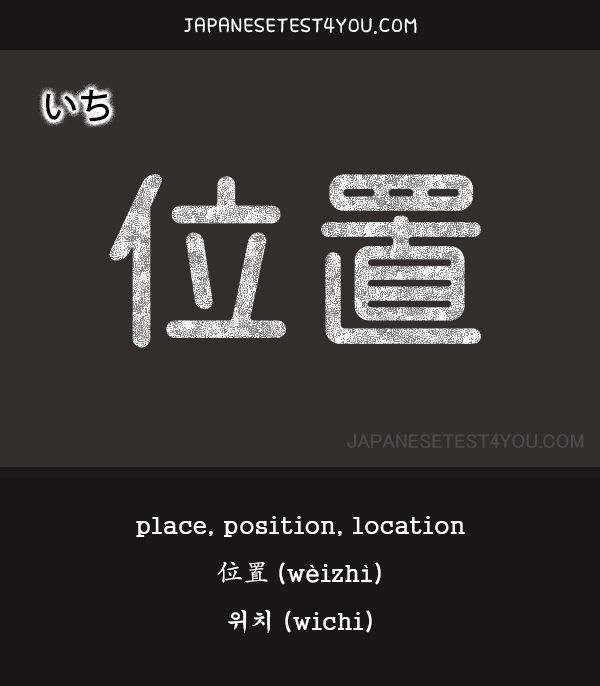 JAPANESETEST4YOU.COM
いち
位置
JAPANESETEST4YOU.COM
place, position, location
位置 (wèizhì)
위치 (wichi)